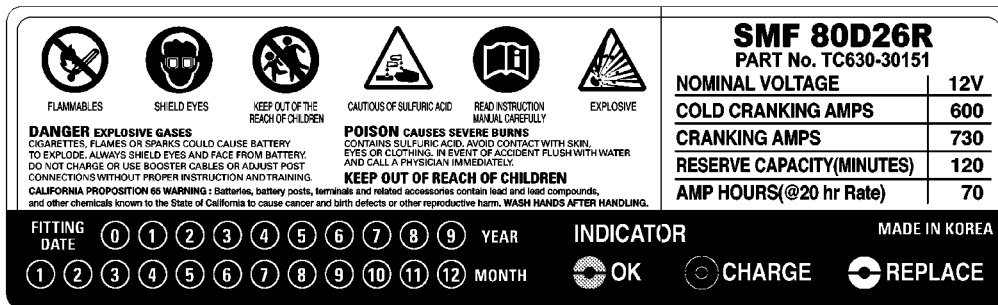 FLAMMABLES
SHIELD EYES
KEEP OUT OF THE
REACH OF CHILDREN
CAUTIOUS OF SULFURIC ACID
READ INSTRUCTION
MANUAL CAREFULLY
EXPLOSIVE
DANGER EXPLOSIVE GASES
CIGARETTES, FLAMES OR SPARKS COULD CAUSE BATTERY
TO EXPLODE. ALWAYS SHIELD EYES AND FACE FROM BATTERY.
DO NOT CHARGE OR USE BOOSTER CABLES OR ADJUST POST
CONNECTIONS WITHOUT PROPER INSTRUCTION AND TRAINING.
POISON CAUSES SEVERE BURNS
CONTAINS SULFURIC ACID, AVOID CONTACT WITH SKIN,
EYES OR CLOTHING. IN EVENT OF ACCIDENT FLUSH WITH WATER
AND CALL A PHYSICIAN IMMEDIATELY.
KEEP OUT OF REACH OF CHILDREN
CALIFORNIA PROPOSITION 65 WARNING : Batteries, battery posts, terminals and related accessories contain lead and lead compounds,
and other chemicals known to the State of California to cause cancer and birth defects or other reproductive harm. WASH HANDS AFTER HANDLING.
SMF 80D26R
PART No. TC630-30151
NOMINAL VOLTAGE 12V
COLD CRANKING AMPS 600
CRANKING AMPS 730
RESERVE CAPACITY(MINUTES) 120
AMP HOURS(@20 hr Rate) 70
FITTING
DATE
0 1 2 3 4 5 6 7 8 9 YEAR
1 2 3 4 5 6 7 8 9 10 11 12 MONTH
INDICATOR
MADE IN KOREA
OK CHARGE REPLACE